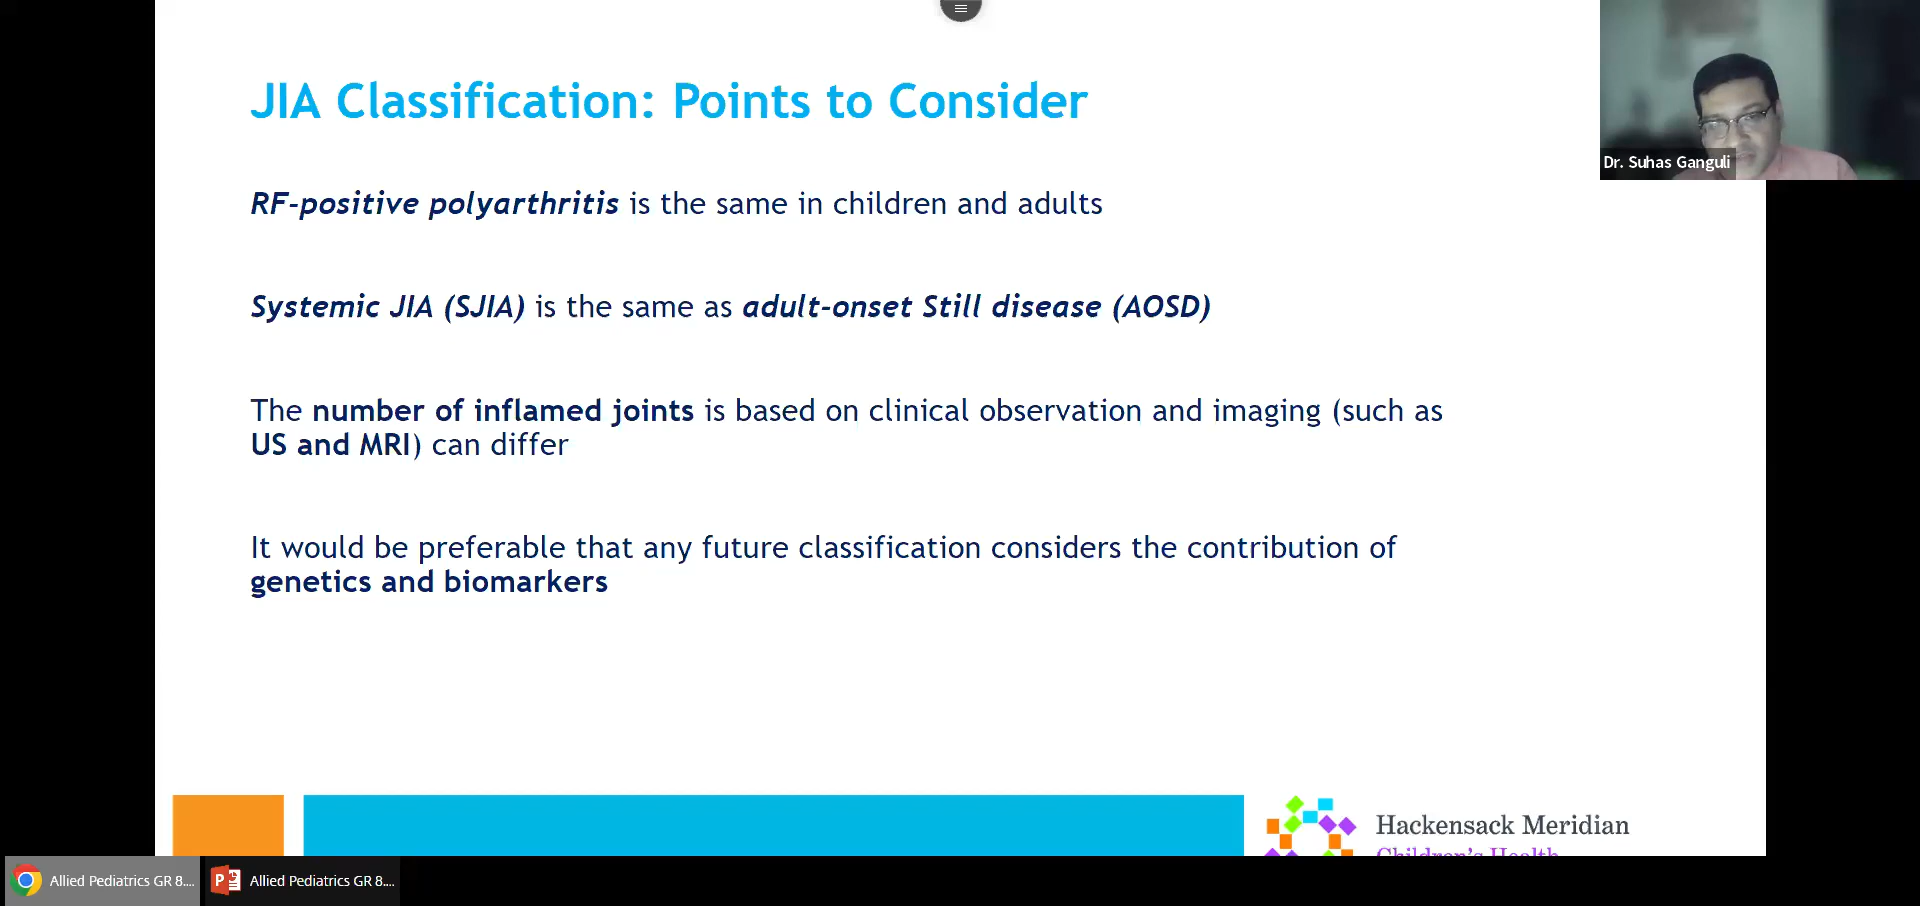 JIA Classification: Points to Consider
Dr. Suhas Ganguli
RF-positive polyarthritis is the same in children and adults
Systemic JIA (SJIA) is the same as adult-onset Still disease (AOSD)
The number of inflamed joints is based on clinical observation and imaging (such as
US and MRI) can differ
It would be preferable that any future classification considers the contribution of
genetics and biomarkers
Hackensack Meridian
Children's Health
Allied Pediatrics GR 8....
Allied Pediatrics GR 8....